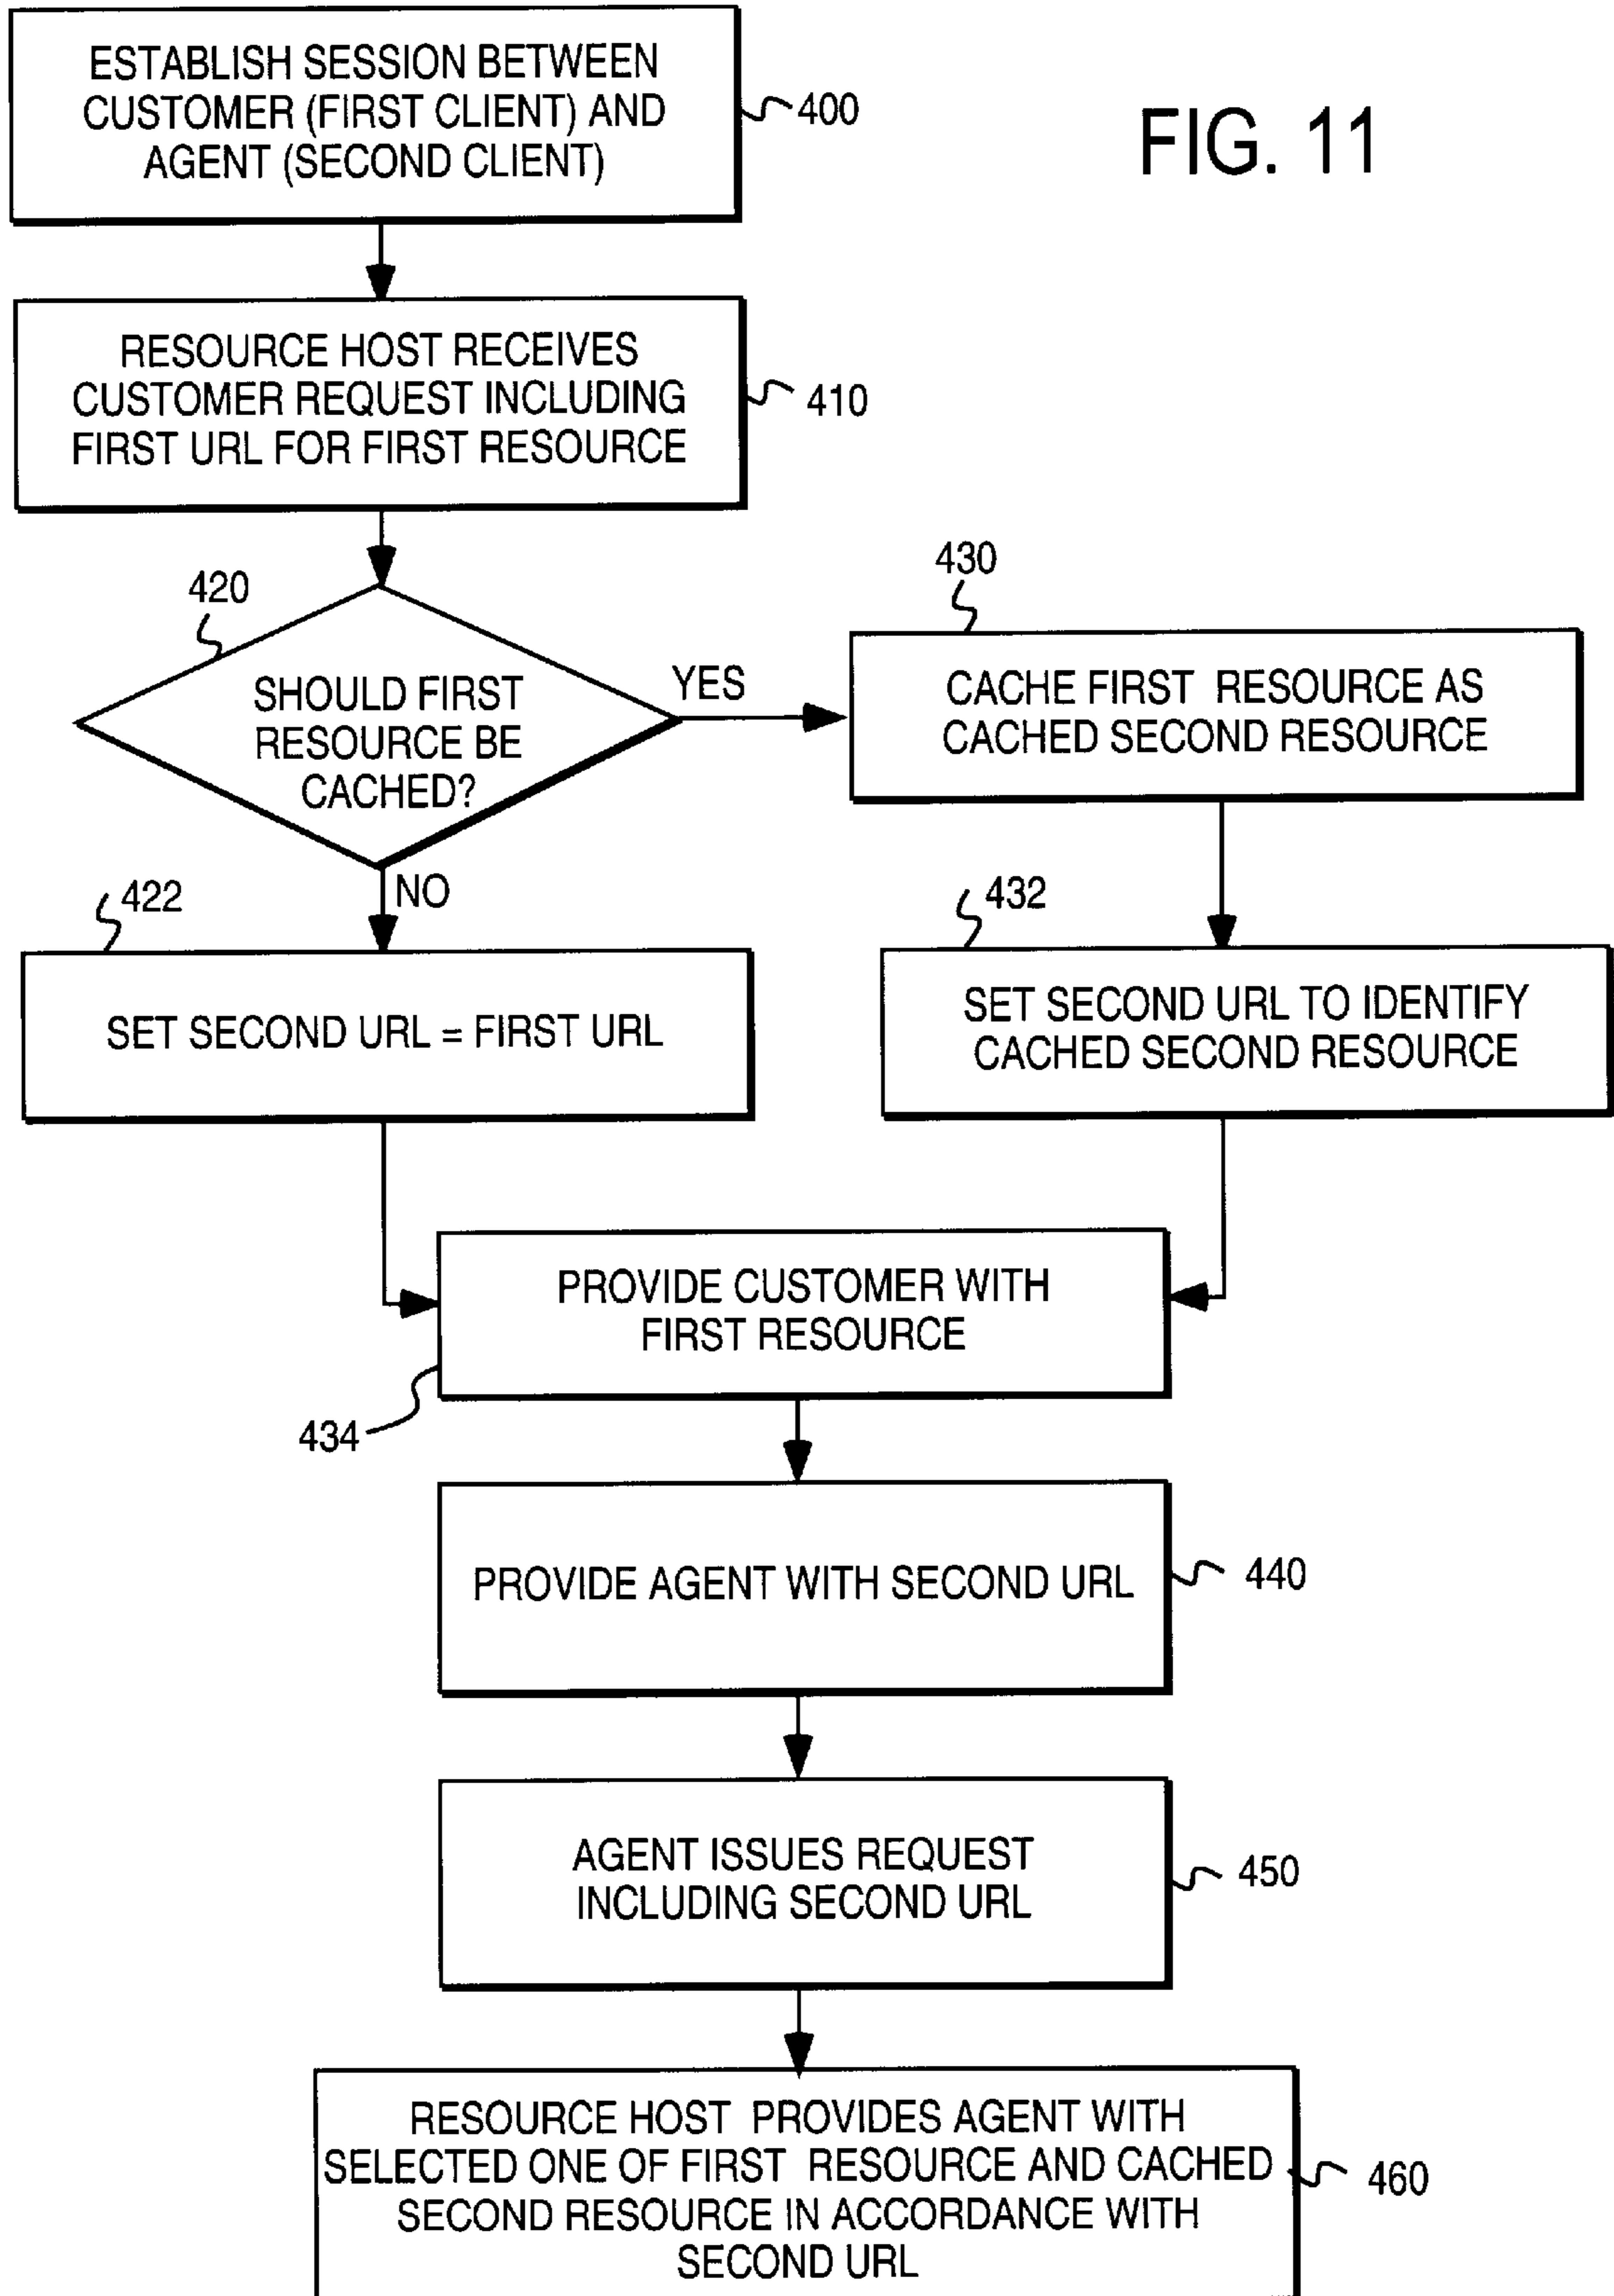 FIG. 11
ESTABLISH SESSION BETWEEN
CUSTOMER (FIRST CLIENT) AND
AGENT (SECOND CLIENT)
400
RESOURCE HOST RECEIVES
CUSTOMER REQUEST INCLUDING
FIRST URL FOR FIRST RESOURCE
410
420
SHOULD FIRST
RESOURCE BE
CACHED?
YES
NO
430
CACHE FIRST RESOURCE AS
CACHED SECOND RESOURCE
422
SET SECOND URL = FIRST URL
432
SET SECOND URL TO IDENTIFY
CACHED SECOND RESOURCE
PROVIDE CUSTOMER WITH
FIRST RESOURCE
434
PROVIDE AGENT WITH SECOND URL
440
AGENT ISSUES REQUEST
INCLUDING SECOND URL
450
RESOURCE HOST PROVIDES AGENT WITH
SELECTED ONE OF FIRST RESOURCE AND CACHED
SECOND RESOURCE IN ACCORDANCE WITH
SECOND URL
460